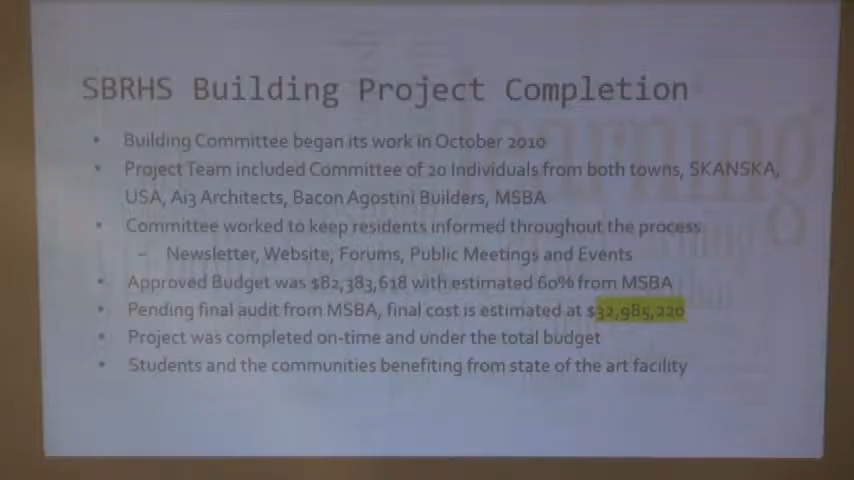 SBRHS Building Project Completion
• Building Committee began its work in October 2010
• Project Team included Committee of 20 Individuals from both towns, SKANSKA,
USA, Ai3 Architects, Bacon Agostini Builders, MSBA
• Committee worked to keep residents informed throughout the process
– Newsletter, Website, Forums, Public Meetings and Events
• Approved Budget was $82,383,618 with estimated 60% from MSBA
• Pending final audit from MSBA, final cost is estimated at $32,985,220
• Project was completed on-time and under the total budget
• Students and the communities benefiting from state of the art facility
learning